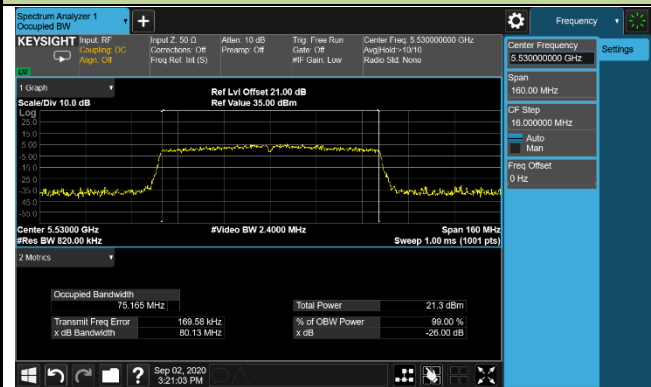 Spectrum Analyzer 1
Occupied BW
Frequency
KEYSIGHT
Input: RF
Coupling: DC
Align: Off
Input Z: 50 Ω
Corrections: Off
Freq Ref: Int (S)
Atten: 10 dB
Preamp: Off
Trig: Free Run
Gate: Off
#IF Gain: Low
Center Freq: 5.530000000 GHz
Avg|Hold:>10/10
Radio Std: None
Center Frequency
5.530000000 GHz
Settings
Span
160.00 MHz
CF Step
16.000000 MHz
Auto
Man
Freq Offset
0 Hz
1 Graph
Scale/Div 10.0 dB
Ref Lvl Offset 21.00 dB
Ref Value 35.00 dBm
Log
25.0
15.0
5.00
-5.00
-15.0
-25.0
-35.0
-45.0
-55.0
Center 5.53000 GHz
#Video BW 2.4000 MHz
Span 160 MHz
#Res BW 820.00 kHz
Sweep 1.00 ms (1001 pts)
2 Metrics
Occupied Bandwidth
75.165 MHz
Total Power 21.3 dBm
Transmit Freq Error 169.58 kHz
% of OBW Power 99.00 %
x dB Bandwidth 80.13 MHz
x dB -26.00 dB
Sep 02, 2020
3:21:03 PM